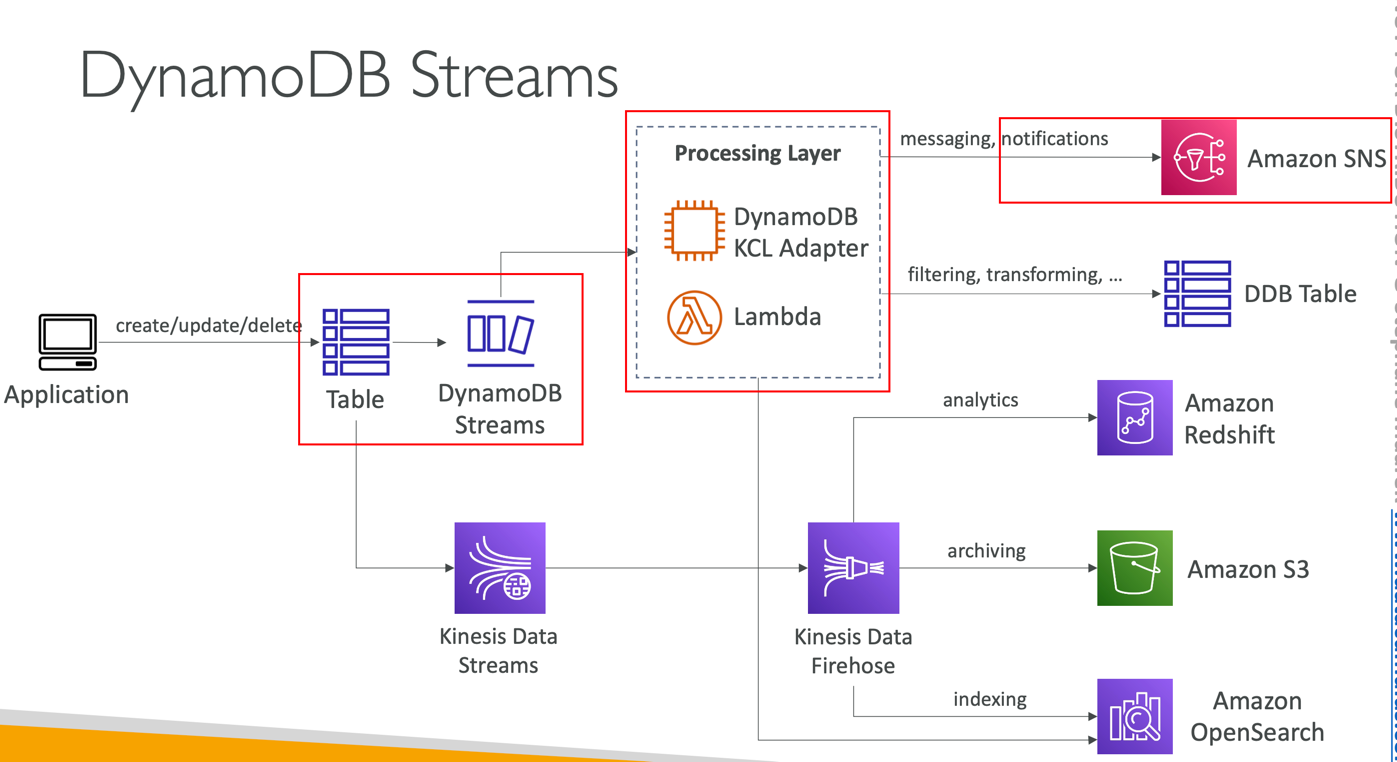 DynamoDB Streams
Processing Layer
DynamoDB
KCL Adapter
Lambda
messaging, notifications
Amazon SNS
filtering, transforming, ...
DDB Table
create/update/delete
Application
Table
DynamoDB
Streams
analytics
Amazon
Redshift
archiving
Amazon S3
Kinesis Data
Streams
Kinesis Data
Firehose
indexing
Amazon
OpenSearch